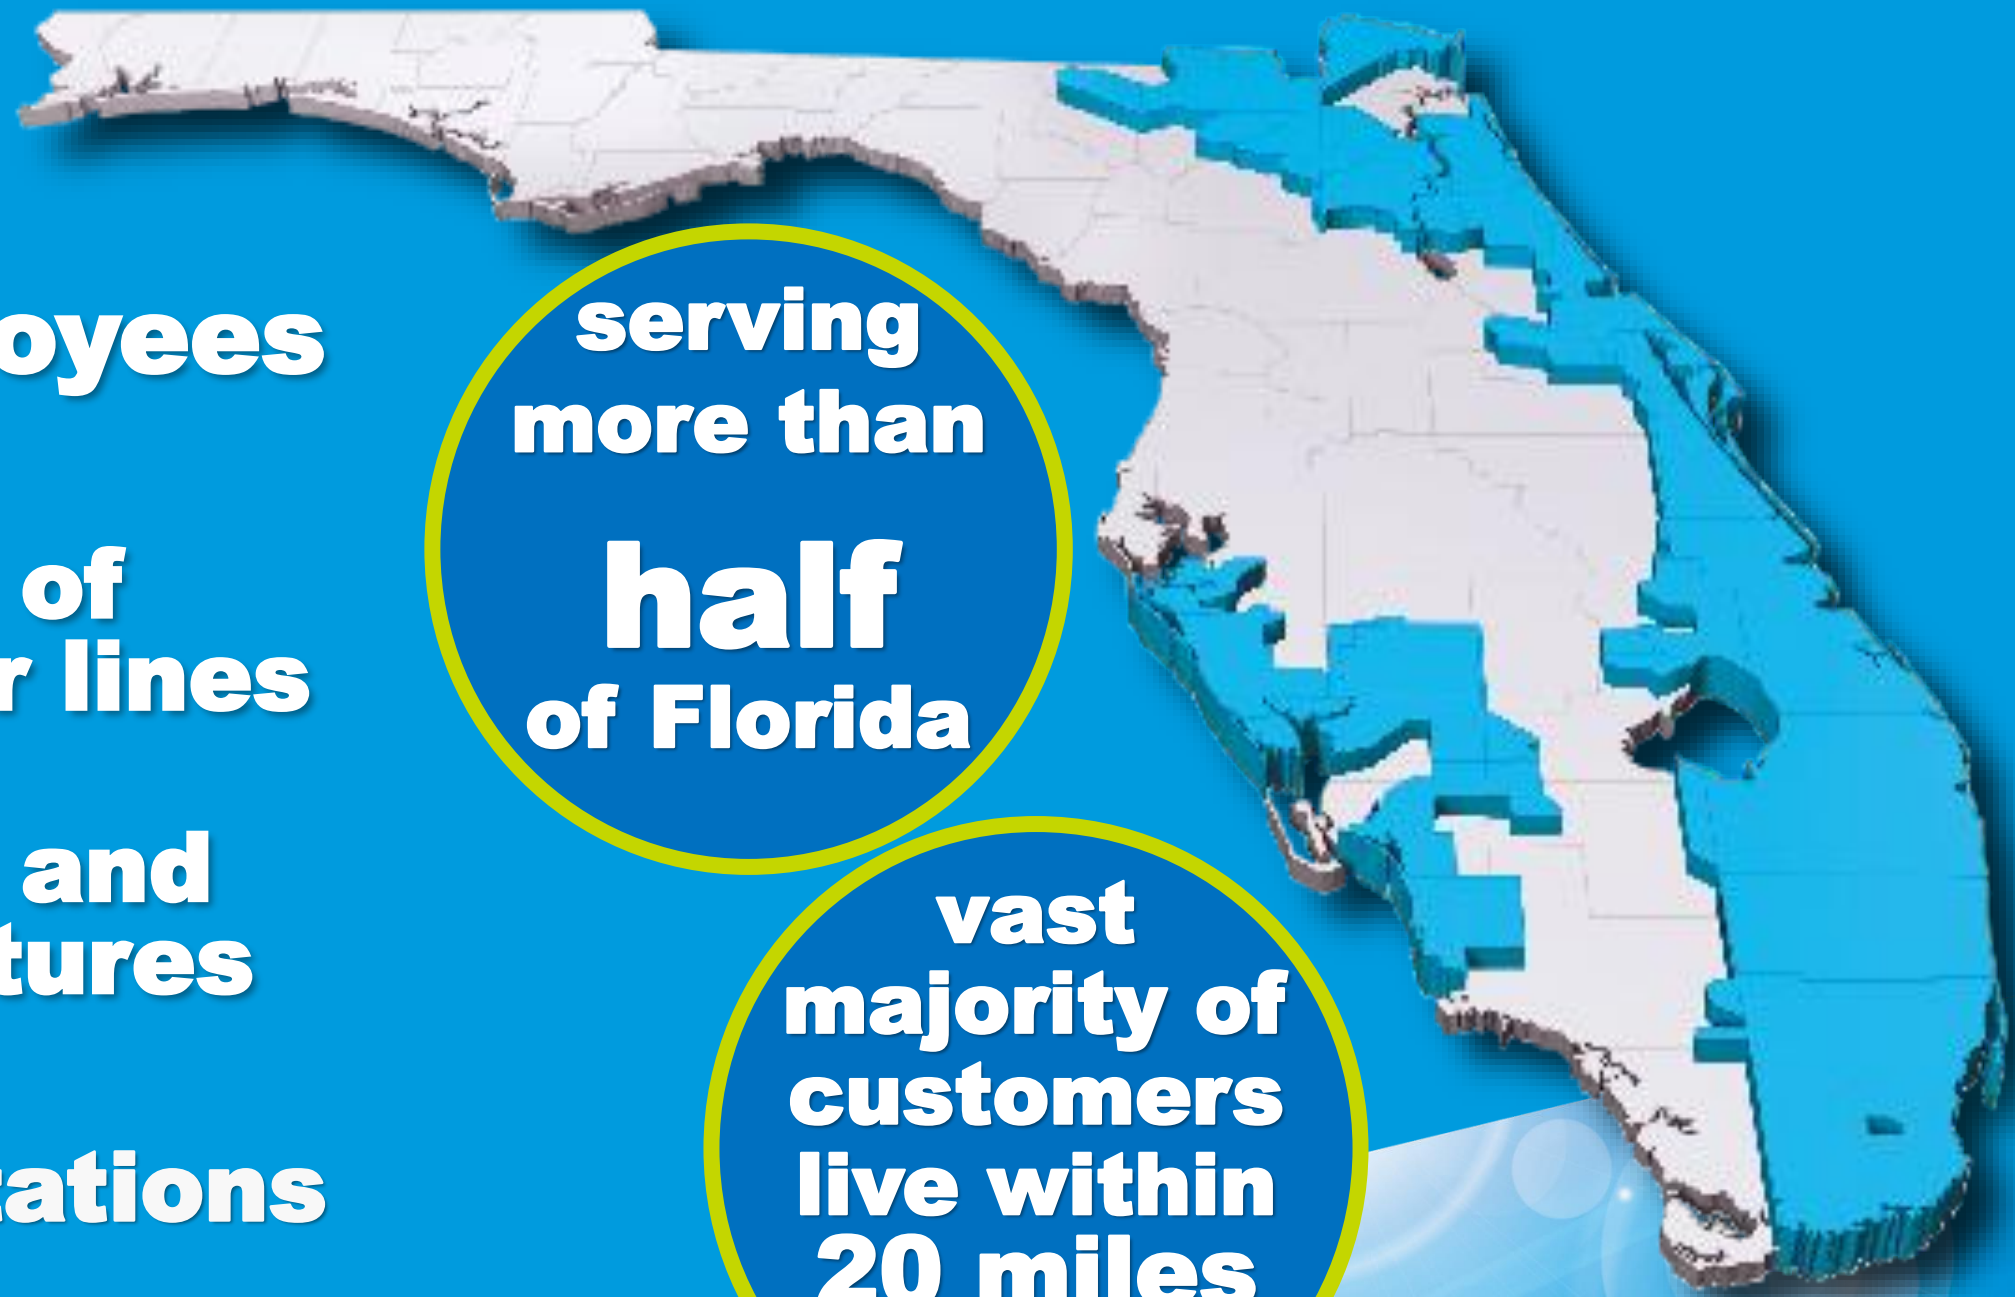 oyees
of
r lines
and
tures
tations
serving
more than
half
of Florida
vast
majority of
customers
live within
20 miles